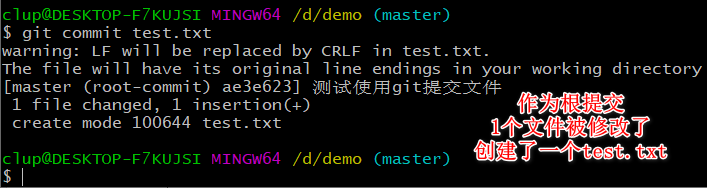 clup@DESKTOP-F7KUJSI MINGW64 /d/demo (master)
$ git commit test.txt
warning: LF will be replaced by CRLF in test.txt.
The file will have its original line endings in your working directory
[master (root-commit) ae3e623] 测试使用git提交文件
1 file changed, 1 insertion(+)
create mode 100644 test.txt
作为根提交
1个文件被修改了
创建了一个test.txt
clup@DESKTOP-F7KUJSI MINGW64 /d/demo (master)
$